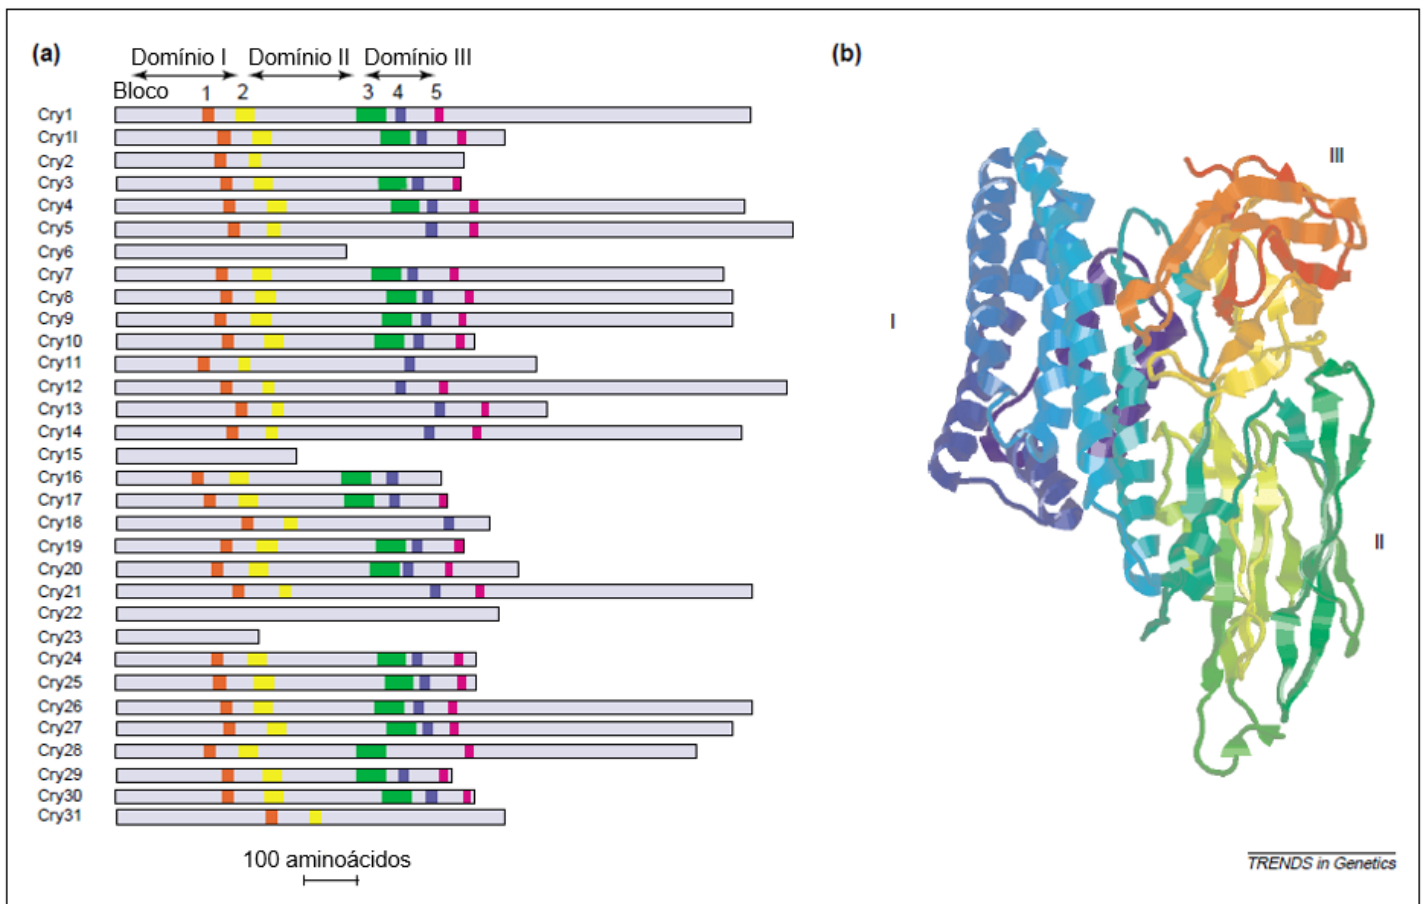 (a)
Domínio I Domínio II Domínio III
Bloco 1 2 3 4 5
Cry1
Cry1I
Cry2
Cry3
Cry4
Cry5
Cry6
Cry7
Cry8
Cry9
Cry10
Cry11
Cry12
Cry13
Cry14
Cry15
Cry16
Cry17
Cry18
Cry19
Cry20
Cry21
Cry22
Cry23
Cry24
Cry25
Cry26
Cry27
Cry28
Cry29
Cry30
Cry31
100 aminoácidos
(b)
III
I
II
TRENDS in Genetics